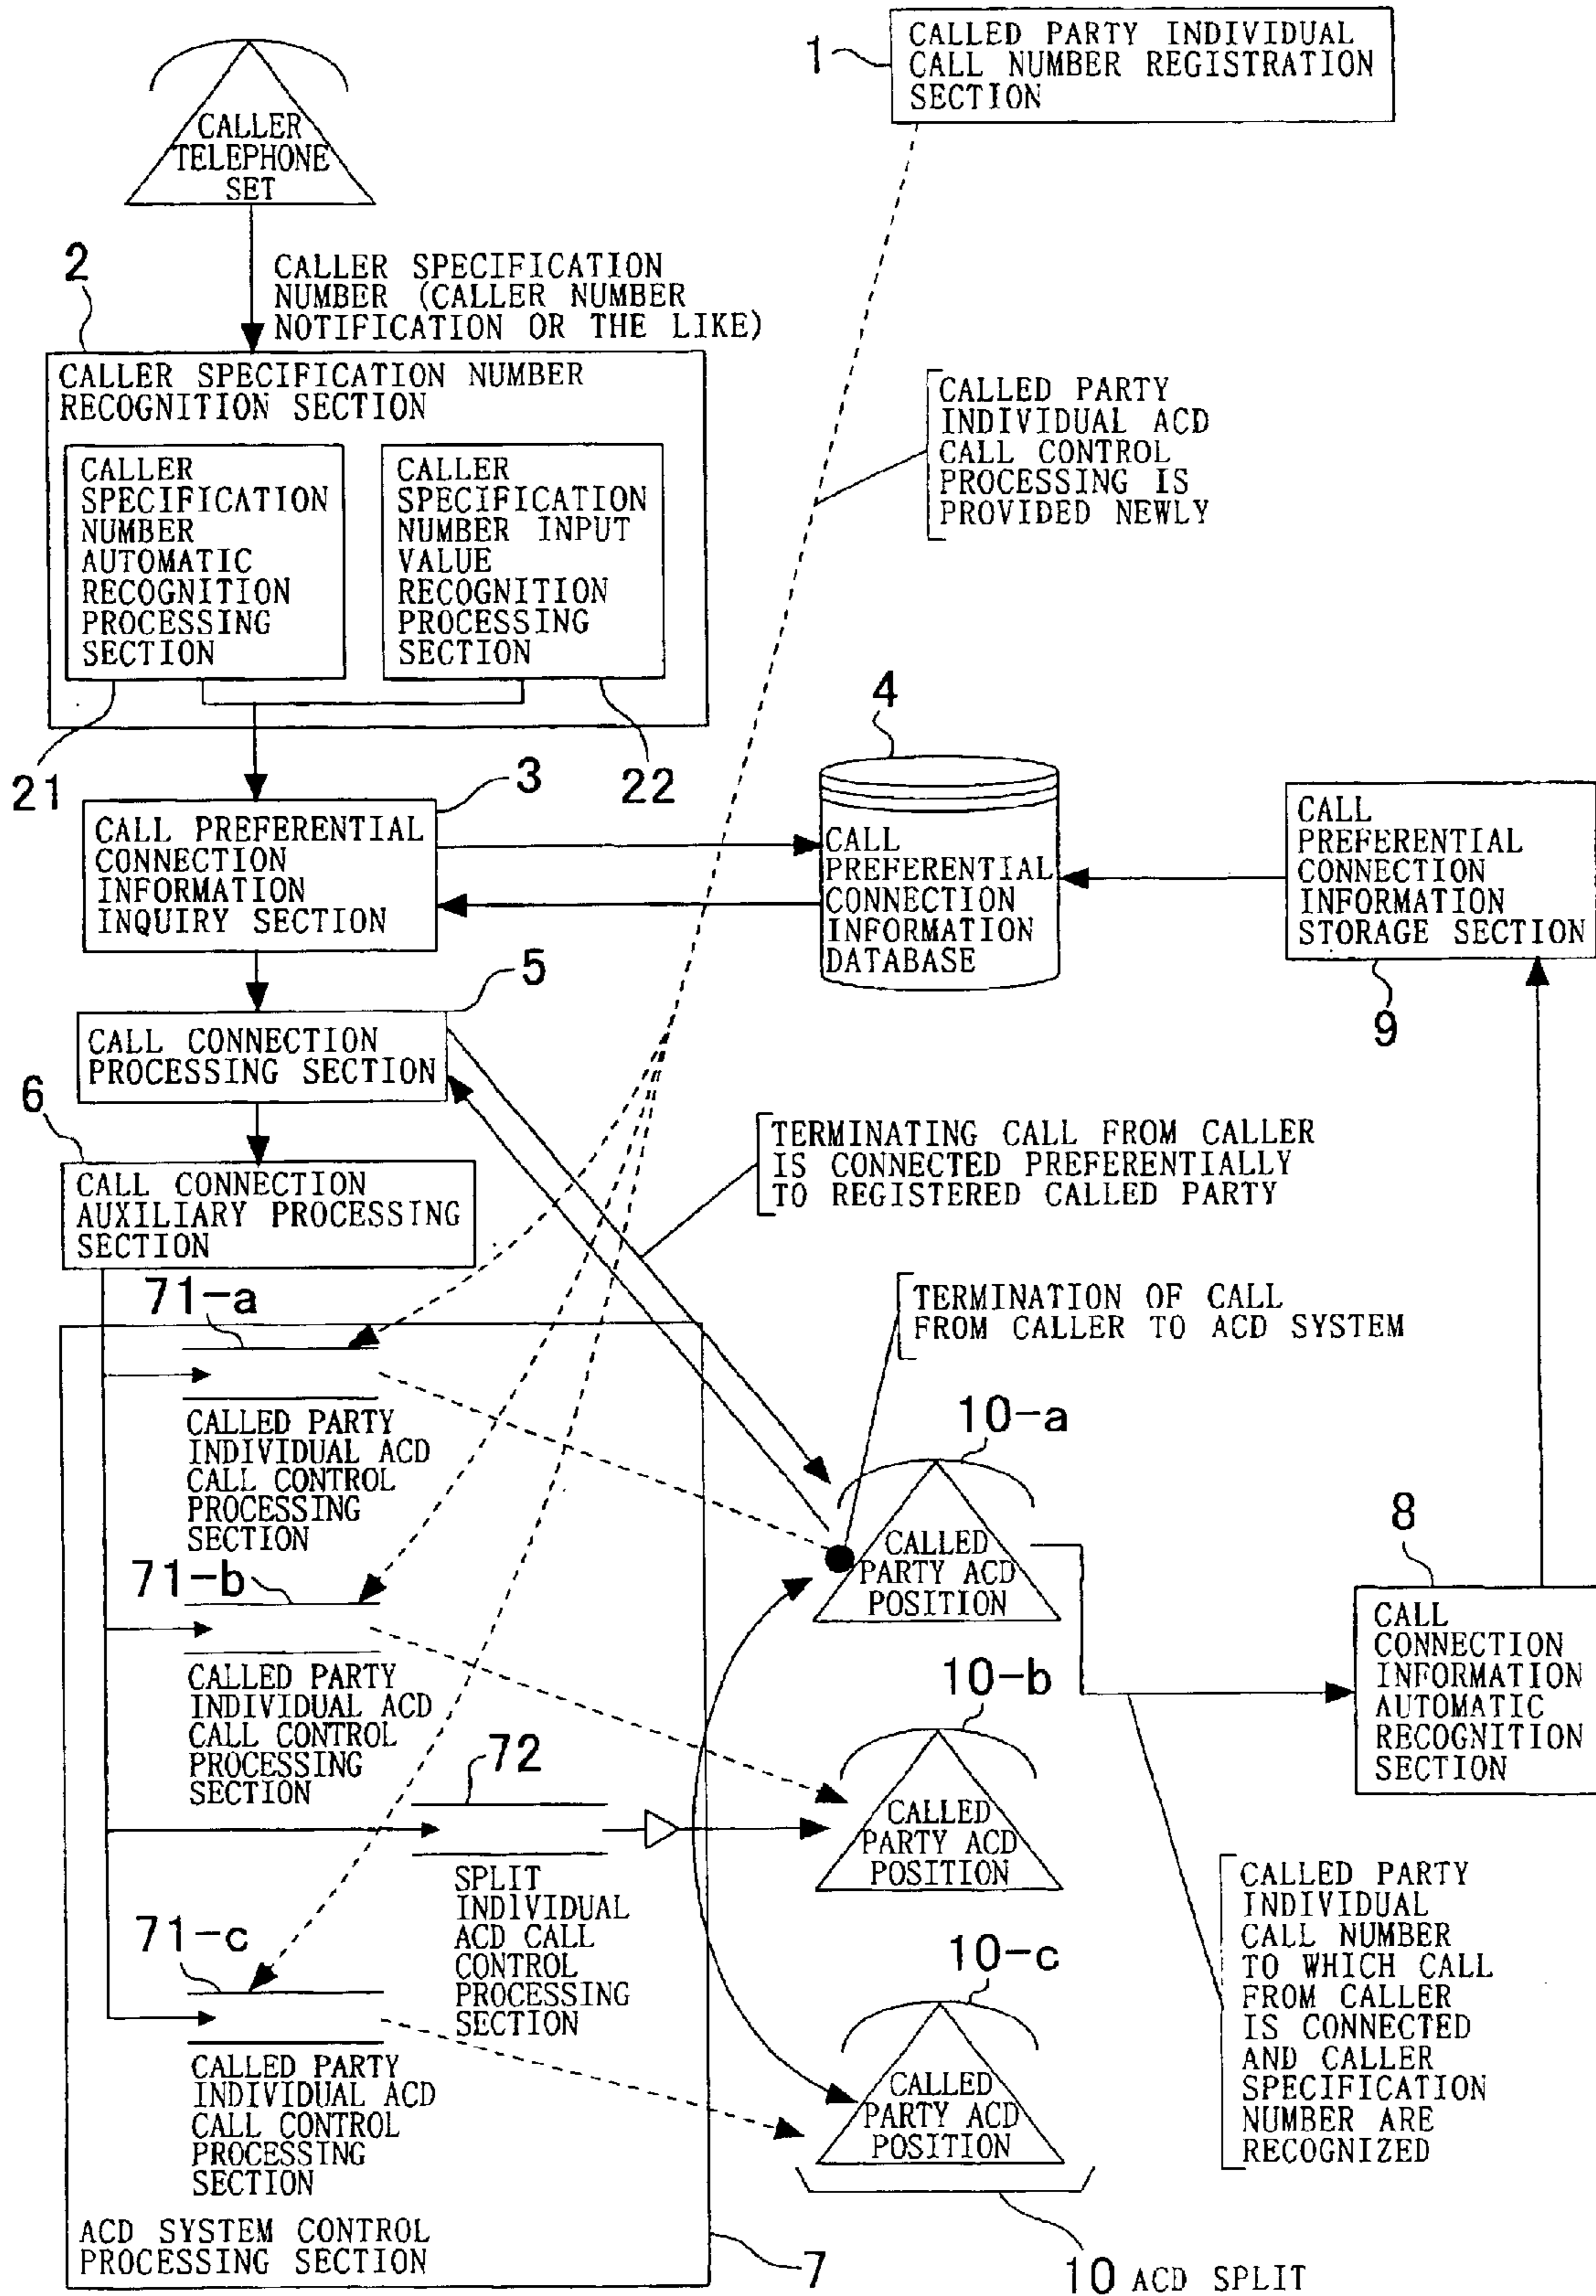 1
CALLED PARTY INDIVIDUAL
CALL NUMBER REGISTRATION
SECTION
CALLER
TELEPHONE
SET
2
CALLER SPECIFICATION
NUMBER (CALLER NUMBER
NOTIFICATION OR THE LIKE)
CALLER SPECIFICATION NUMBER
RECOGNITION SECTION
CALLER
SPECIFICATION
NUMBER
AUTOMATIC
RECOGNITION
PROCESSING
SECTION
CALLER
SPECIFICATION
NUMBER INPUT
VALUE
RECOGNITION
PROCESSING
SECTION
21
22
CALLED PARTY
INDIVIDUAL ACD
CALL CONTROL
PROCESSING IS
PROVIDED NEWLY
3
CALL PREFERENTIAL
CONNECTION
INFORMATION
INQUIRY SECTION
4
CALL
PREFERENTIAL
CONNECTION
INFORMATION
DATABASE
CALL
PREFERENTIAL
CONNECTION
INFORMATION
STORAGE SECTION
9
5
CALL CONNECTION
PROCESSING SECTION
6
CALL CONNECTION
AUXILIARY PROCESSING
SECTION
TERMINATING CALL FROM CALLER
IS CONNECTED PREFERENTIALLY
TO REGISTERED CALLED PARTY
TERMINATION OF CALL
FROM CALLER TO ACD SYSTEM
71-a
CALLED PARTY
INDIVIDUAL ACD
CALL CONTROL
PROCESSING
SECTION
71-b
CALLED PARTY
INDIVIDUAL ACD
CALL CONTROL
PROCESSING
SECTION
72
SPLIT
INDIVIDUAL
ACD CALL
CONTROL
PROCESSING
SECTION
71-c
CALLED PARTY
INDIVIDUAL ACD
CALL CONTROL
PROCESSING
SECTION
ACD SYSTEM CONTROL
PROCESSING SECTION
7
10-a
CALLED
PARTY ACD
POSITION
10-b
CALLED
PARTY ACD
POSITION
10-c
CALLED
PARTY ACD
POSITION
10 ACD SPLIT
8
CALL
CONNECTION
INFORMATION
AUTOMATIC
RECOGNITION
SECTION
CALLED PARTY
INDIVIDUAL
CALL NUMBER
TO WHICH CALL
FROM CALLER
IS CONNECTED
AND CALLER
SPECIFICATION
NUMBER ARE
RECOGNIZED